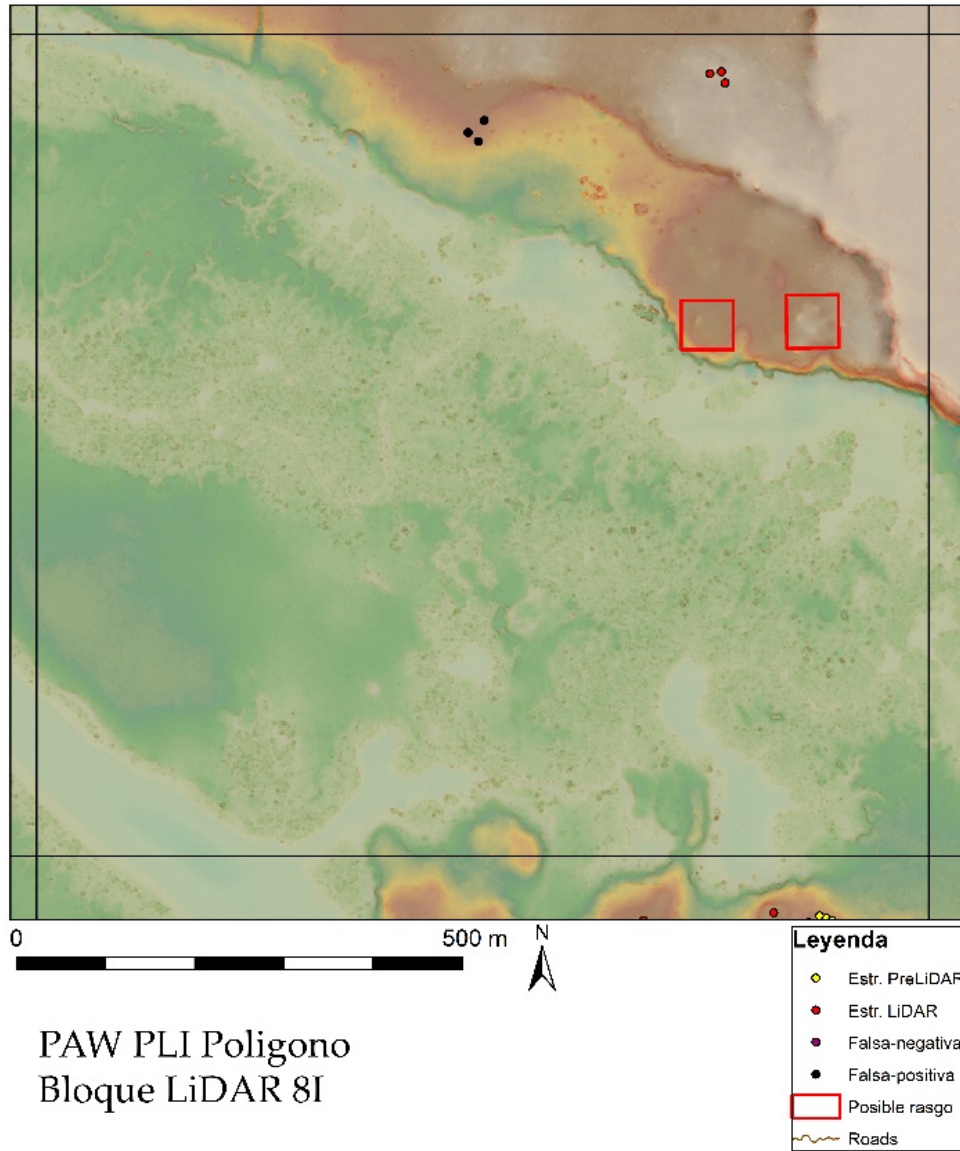 0
500 m
N
PAW PLI Poligono
Bloque LiDAR 8I
Leyenda
Estr. PreLiDAR
Estr. LiDAR
Falsa-negativa
Falsa-positiva
Posible rasgo
Roads